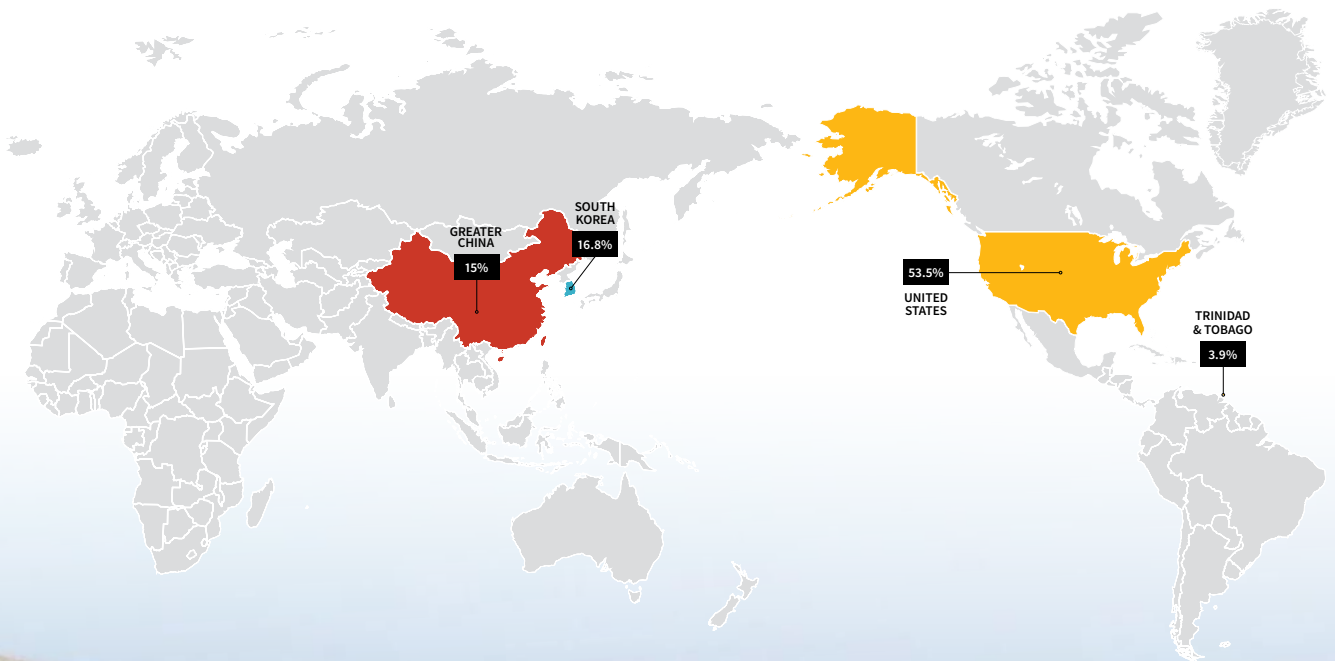 SOUTH
KOREA
16.8%
GREATER
CHINA
15%
53.5%
UNITED
STATES
TRINIDAD
& TOBAGO
3.9%